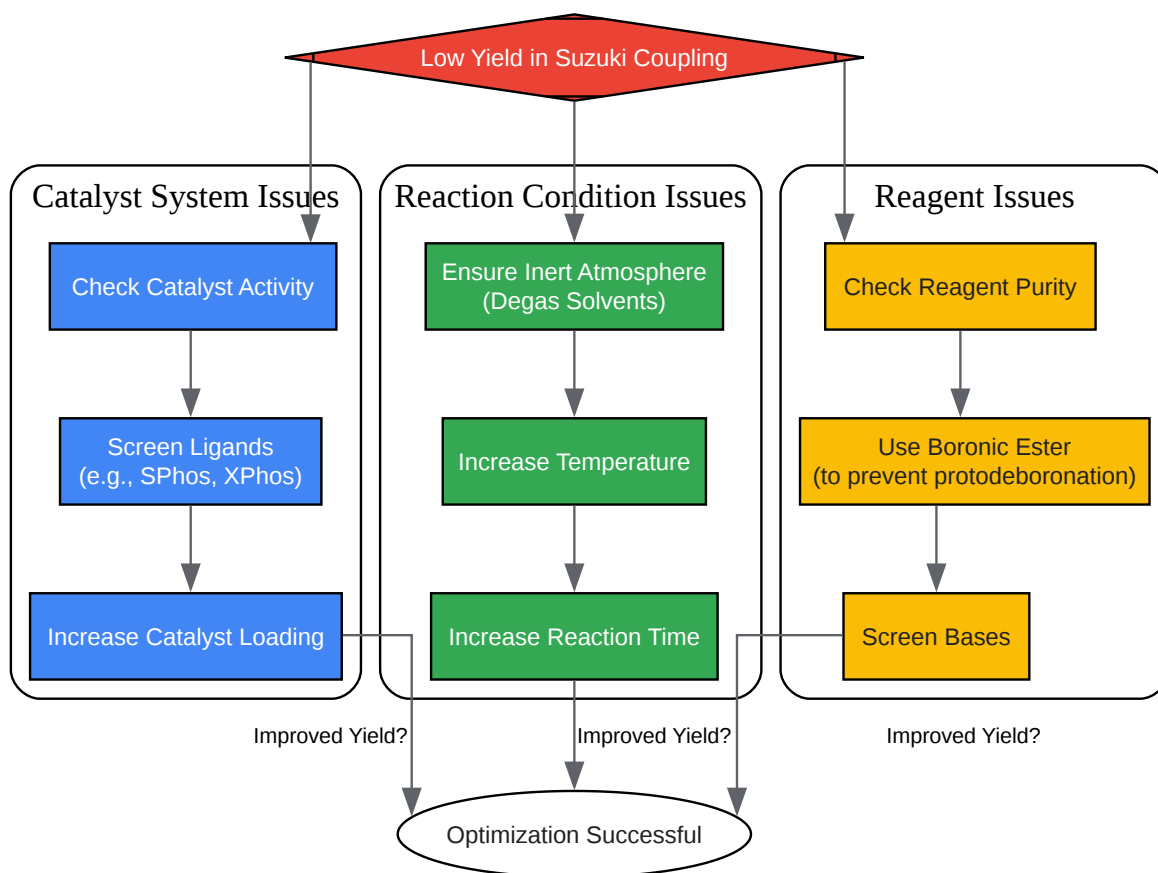 Low Yield in Suzuki Coupling
Catalyst System Issues
Reaction Condition Issues
Reagent Issues
Check Catalyst Activity
Ensure Inert Atmosphere
(Degas Solvents)
Check Reagent Purity
Screen Ligands
(e.g., SPhos, XPhos)
Increase Temperature
Use Boronic Ester
(to prevent protodeboronation)
Increase Catalyst Loading
Increase Reaction Time
Screen Bases
Improved Yield?
Improved Yield?
Improved Yield?
Optimization Successful